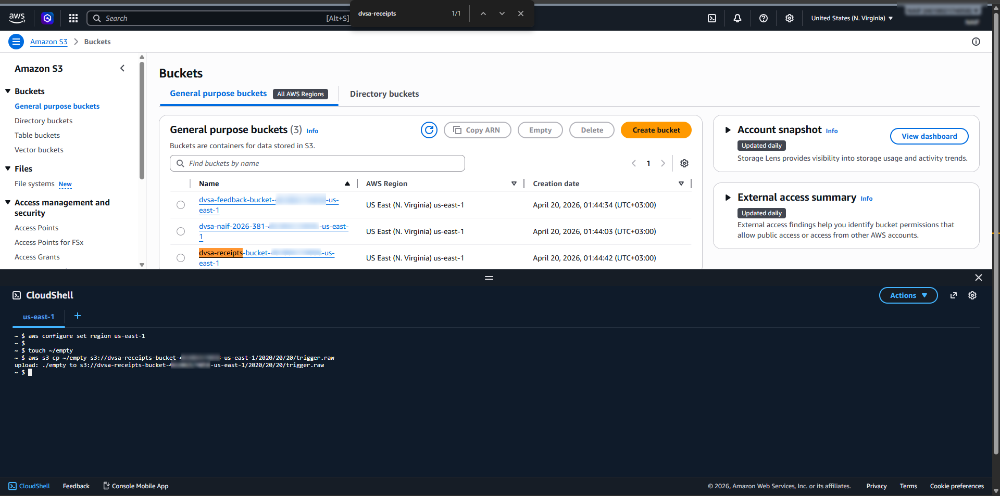 dvsa-receipts 1/1
aws Search [Alt+S] United States (N. Virginia)
Amazon S3 Buckets
Amazon S3
Buckets
General purpose buckets
Directory buckets
Table buckets
Vector buckets
Files
File systems New
Access management and
security
Access Points
Access Points for FSx
Access Grants
Buckets
General purpose buckets All AWS Regions Directory buckets
General purpose buckets (3) Info
Copy ARN Empty Delete Create bucket
Buckets are containers for data stored in S3.
Find buckets by name
1
Name AWS Region Creation date
dvsa-feedback-bucket- -us-
east-1
US East (N. Virginia) us-east-1 April 20, 2026, 01:44:34 (UTC+03:00)
dvsa-naif-2026-381- -us-east-
1
US East (N. Virginia) us-east-1 April 20, 2026, 01:44:03 (UTC+03:00)
dvsa-receipts-bucket- -us-
east-1
US East (N. Virginia) us-east-1 April 20, 2026, 01:44:42 (UTC+03:00)
Account snapshot Info
View dashboard
Updated daily
Storage Lens provides visibility into storage usage and activity trends.
External access summary Info
Updated daily
External access findings help you identify bucket permissions that
allow public access or access from other AWS accounts.
CloudShell
Actions
us-east-1 +
~ $ aws configure set region us-east-1
~ $
~ $ touch ~/empty
~ $ aws s3 cp ~/empty s3://dvsa-receipts-bucket- -us-east-1/2020/20/20/trigger.raw
upload: ./empty to s3://dvsa-receipts-bucket- -us-east-1/2020/20/20/trigger.raw
~ $
CloudShell Feedback Console Mobile App
© 2026, Amazon Web Services, Inc. or its affiliates. Privacy Terms Cookie preferences